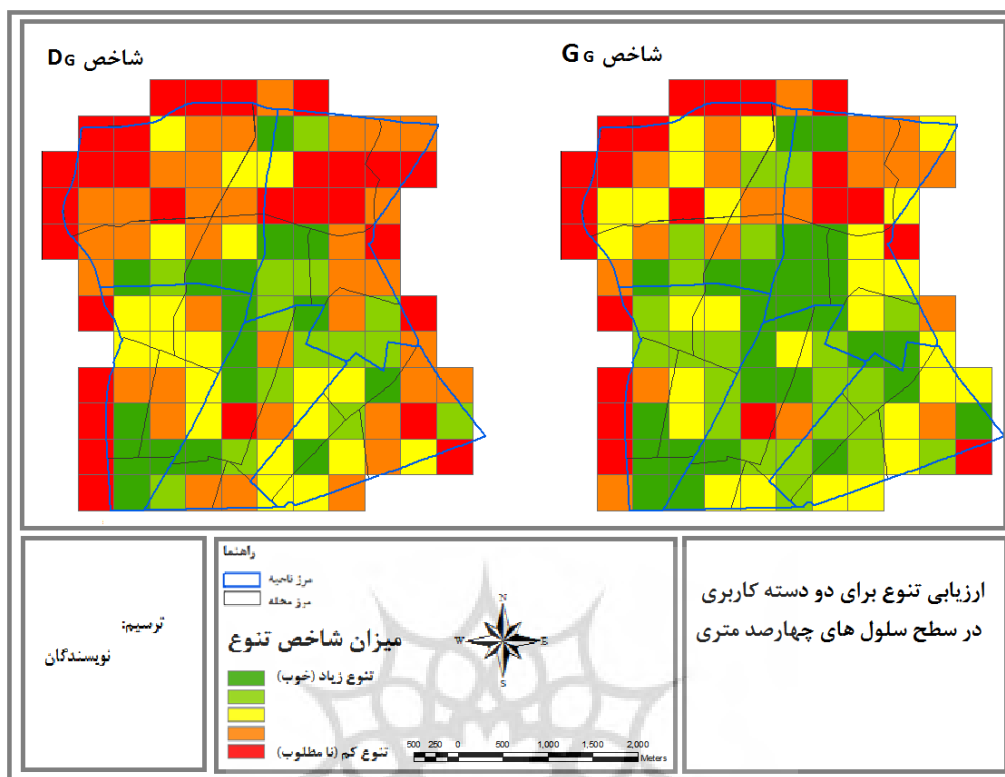 شاخص DG
شاخص GG
ترسیم:
نویسندگان
راهنما
مرز ناحیه
مرز محله
میزان شاخص تنوع
تنوع زیاد (خوب)
تنوع کم (نا مطلوب)
N
W
E
S
500 250 0 500 1,000 1,500 2,000
Meters
ارزیابی تنوع برای دو دسته کاربری
در سطح سلول های چهارصد متری